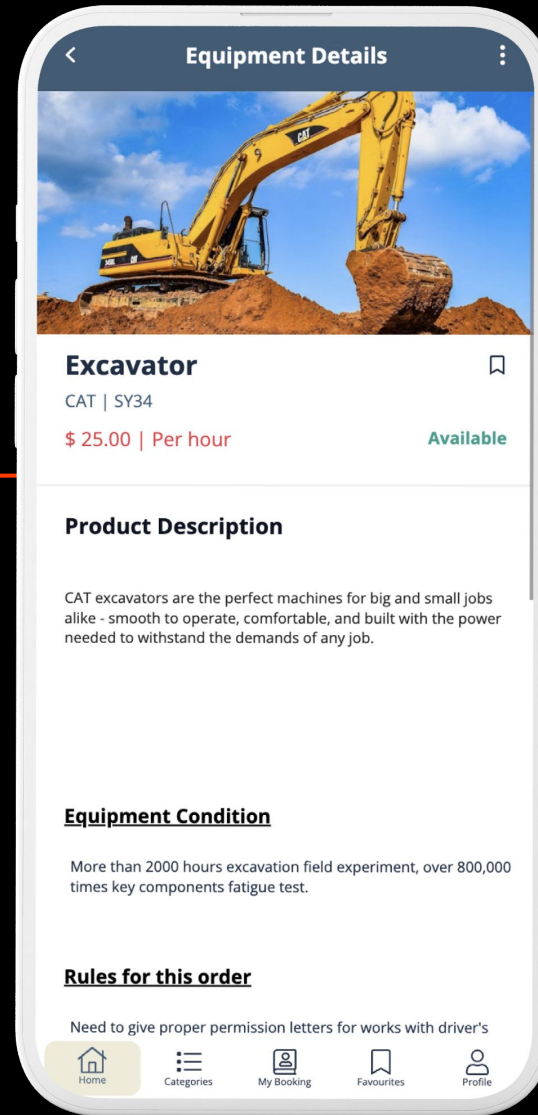 Equipment Details
CAT
345BL CAT
Excavator
CAT | SY34
$ 25.00 | Per hour
Available
Product Description
CAT excavators are the perfect machines for big and small jobs
alike - smooth to operate, comfortable, and built with the power
needed to withstand the demands of any job.
Equipment Condition
More than 2000 hours excavation field experiment, over 800,000
times key components fatigue test.
Rules for this order
Need to give proper permission letters for works with driver's
Home
Categories
My Booking
Favourites
Profile